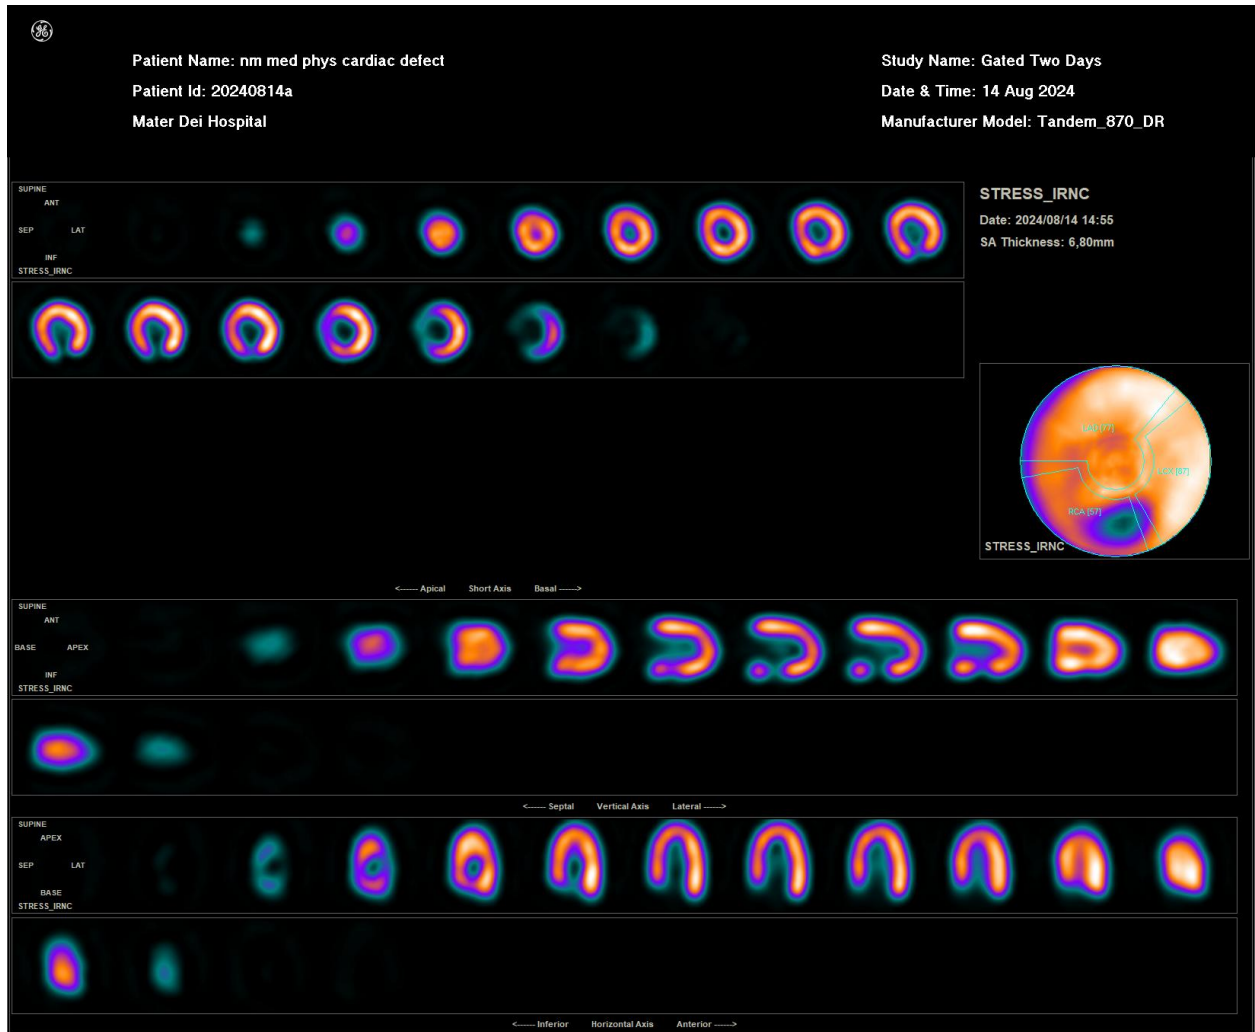 Patient Name: nm med phys cardiac defect
Patient Id: 20240814a
Mater Dei Hospital
Study Name: Gated Two Days
Date & Time: 14 Aug 2024
Manufacturer Model: Tandem_870_DR
SUPINE
ANT
SEP LAT
INF
STRESS_IRNC
STRESS_IRNC
Date: 2024/08/14 14:55
SA Thickness: 6,80mm
LAD [77]
LCX [87]
RCA [57]
STRESS_IRNC
<------ Apical Short Axis Basal ------>
SUPINE
ANT
BASE APEX
INF
STRESS_IRNC
<------ Septal Vertical Axis Lateral ------>
SUPINE
APEX
SEP LAT
BASE
STRESS_IRNC
<------ Inferior Horizontal Axis Anterior ------>